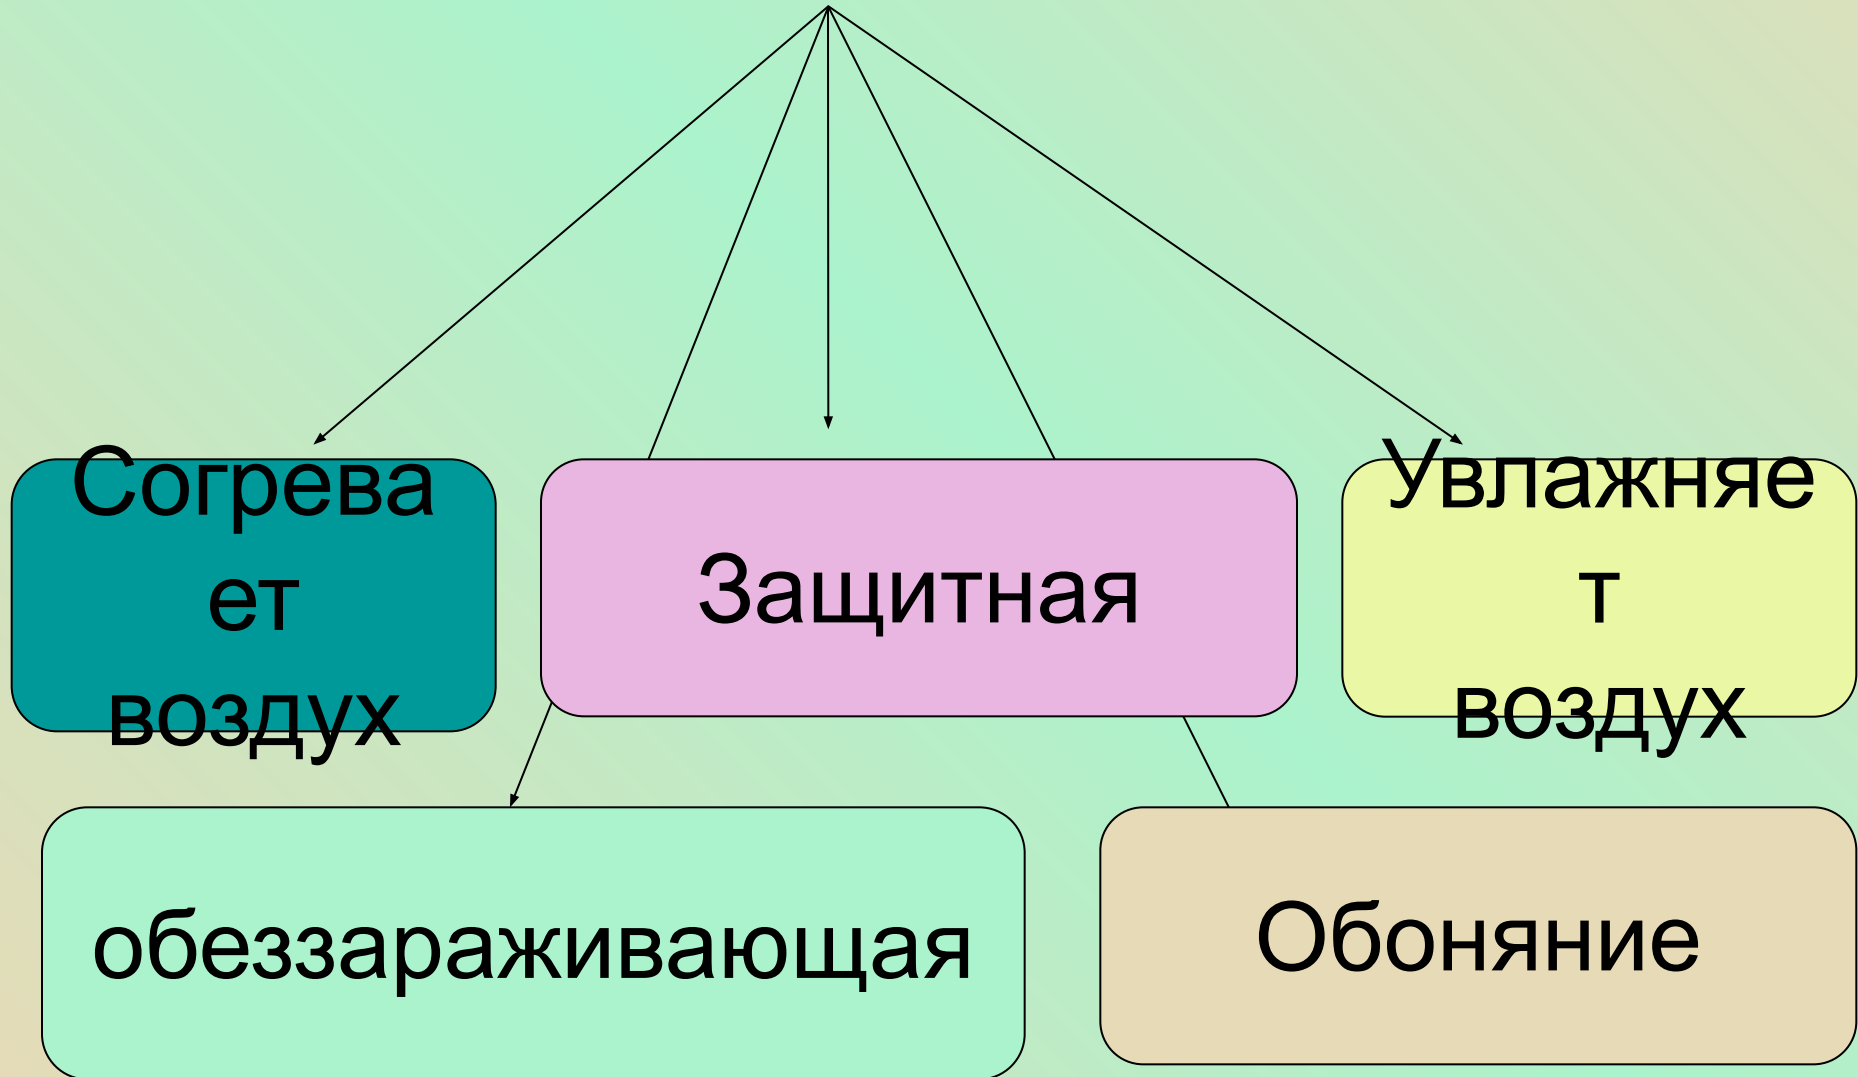 Согрева
ет
воздух
Защитная
Увлажняе
т
воздух
обеззараживающая
Обоняние